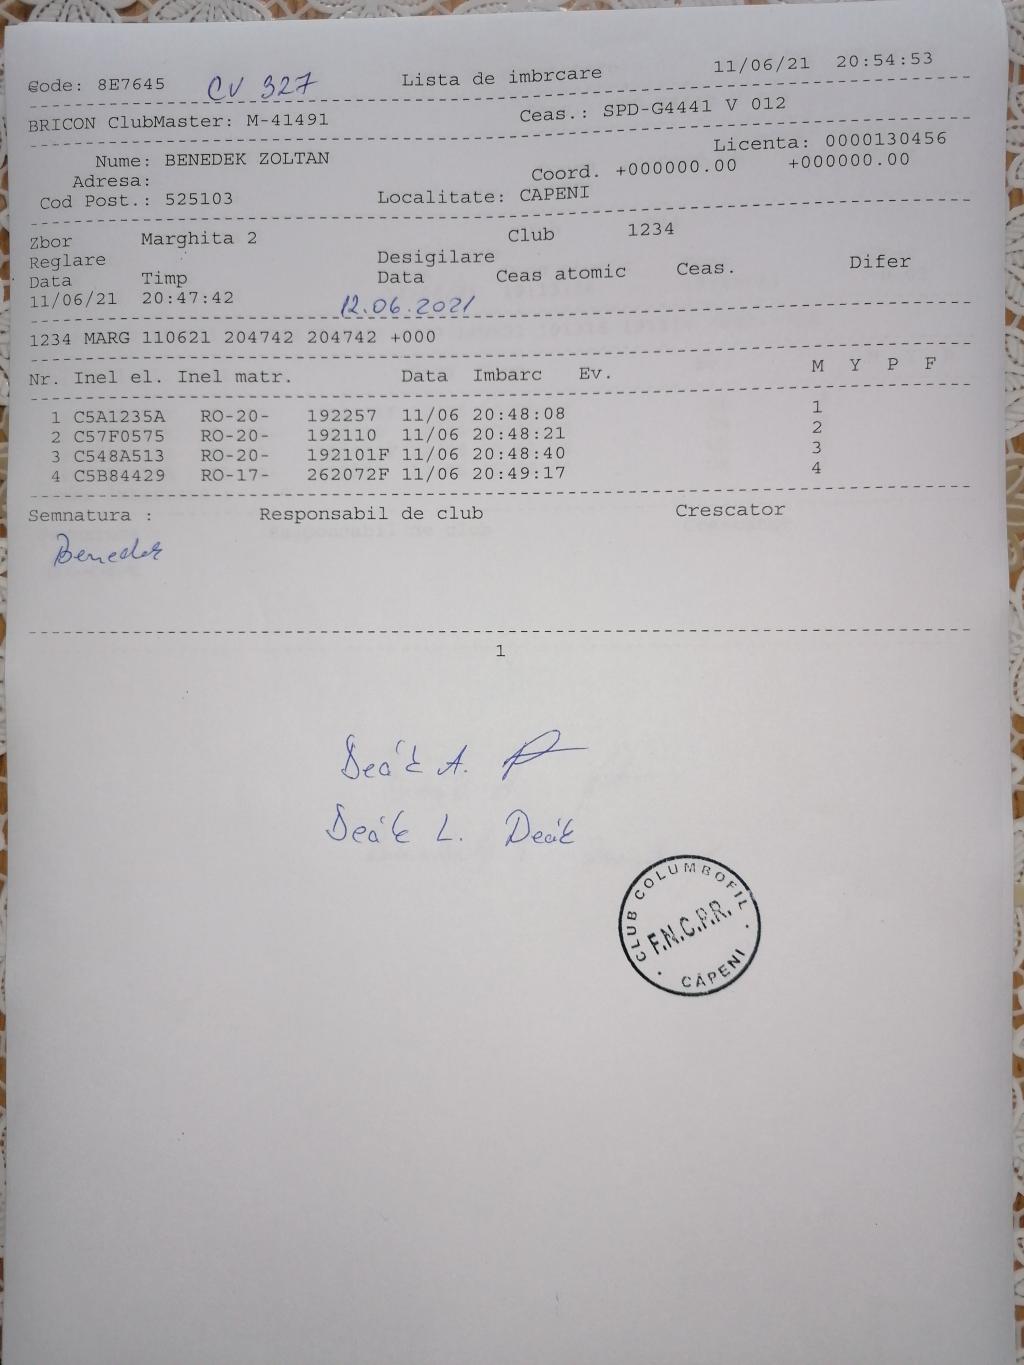 Code: 8E7645 CV 327 Lista de imbrcare 11/06/21 20:54:53
BRICON ClubMaster: M-41491 Ceas.: SPD-G4441 V 012
Nume: BENEDEK ZOLTAN Licenta: 0000130456
Adresa: Coord. +000000.00 +000000.00
Cod Post.: 525103 Localitate: CAPENI
Zbor Marghita 2 Club 1234
Reglare Desigilare
Data Timp Data Ceas atomic Ceas. Difer
11/06/21 20:47:42 12.06.2021
1234 MARG 110621 204742 204742 +000
Nr. Inel el. Inel matr. Data Imbarc Ev. M Y P F
1 C5A1235A RO-20- 192257 11/06 20:48:08 1
2 C57F0575 RO-20- 192110 11/06 20:48:21 2
3 C548A513 RO-20- 192101F 11/06 20:48:40 3
4 C5B84429 RO-17- 262072F 11/06 20:49:17 4
Semnatura : Responsabil de club Crescator
Benedek
1
Deák A.
Deák L. Deák
CLUB COLUMBOFIL
F.N.C.P.R.
CĂPENI